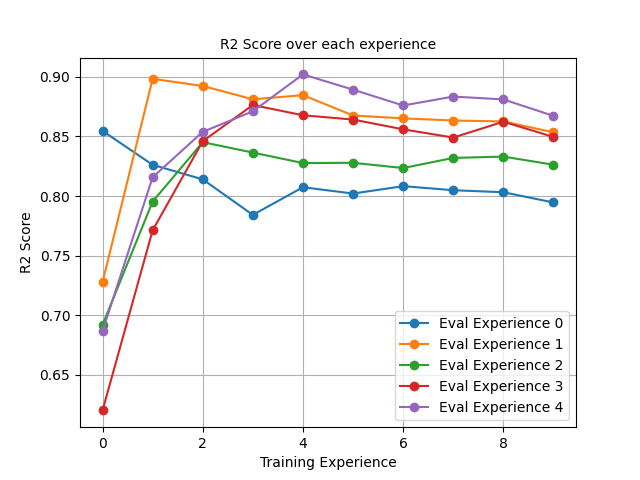 R2 Score over each experience
0.90
0.85
0.80
0.75
0.70
0.65
R2 Score
0 2 4 6 8
Training Experience
Eval Experience 0
Eval Experience 1
Eval Experience 2
Eval Experience 3
Eval Experience 4